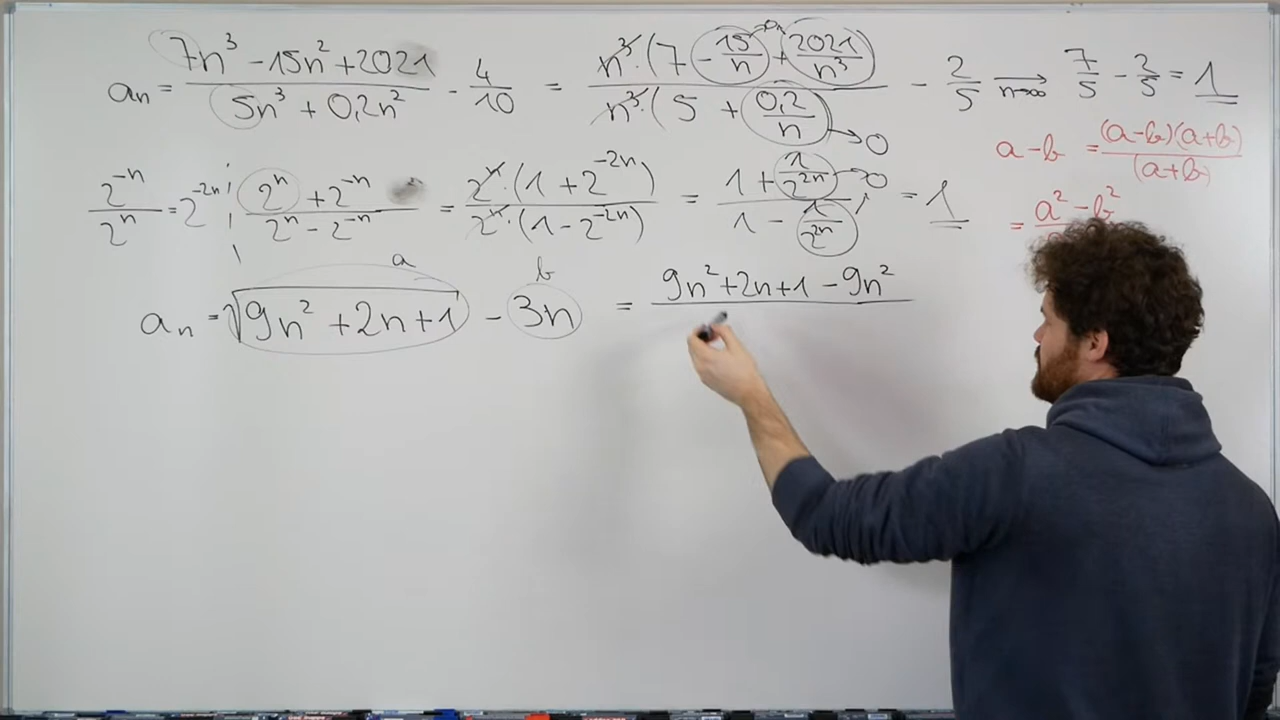 aₙ = (7n³ - 15n² + 2021)/(5n³ + 0,2n²) - 4/10 = (n³·(7 - 15/n + 2021/n³))/(n³·(5 + 0,2/n)) - 2/5 → n→∞ 7/5 - 2/5 = 1
→0
→0
a-b = (a-b)(a+b)/(a+b)
= a² - b²
2⁻ⁿ/2ⁿ = 2⁻²ⁿ ¦ (2ⁿ + 2⁻ⁿ)/(2ⁿ - 2⁻ⁿ) = (2ⁿ·(1 + 2⁻²ⁿ))/(2ⁿ·(1 - 2⁻²ⁿ)) = (1 + 1/2²ⁿ)/(1 - 1/2²ⁿ) →0 = 1
a b
aₙ = √(9n² + 2n + 1) - 3n = 9n² + 2n + 1 - 9n²